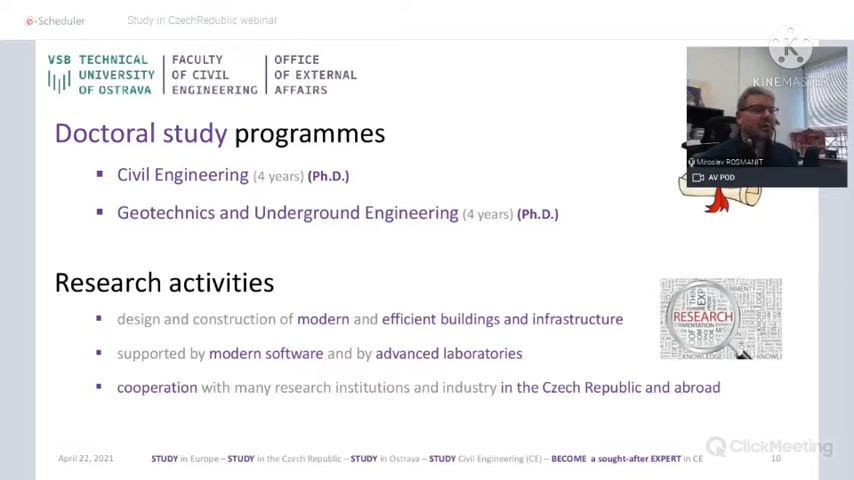 e-Scheduler
Study in CzechRepublic webinar
VSB TECHNICAL
UNIVERSITY
OF OSTRAVA
FACULTY
OF CIVIL
ENGINEERING
OFFICE
OF EXTERNAL
AFFAIRS
KINEMASTER
Miroslav ROSMANIT
AV POD
Doctoral study programmes
▪ Civil Engineering (4 years) (Ph.D.)
▪ Geotechnics and Underground Engineering (4 years) (Ph.D.)
Research activities
▪ design and construction of modern and efficient buildings and infrastructure
▪ supported by modern software and by advanced laboratories
▪ cooperation with many research institutions and industry in the Czech Republic and abroad
RESEARCH
ClickMeeting
April 22, 2021
STUDY in Europe – STUDY in the Czech Republic – STUDY in Ostrava – STUDY Civil Engineering (CE) – BECOME a sought-after EXPERT in CE
10